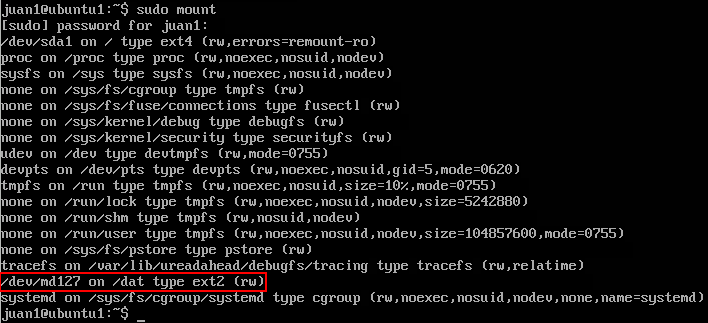 juan1@ubuntu1:~$ sudo mount
[sudo] password for juan1:
/dev/sda1 on / type ext4 (rw,errors=remount-ro)
proc on /proc type proc (rw,noexec,nosuid,nodev)
sysfs on /sys type sysfs (rw,noexec,nosuid,nodev)
none on /sys/fs/cgroup type tmpfs (rw)
none on /sys/fs/fuse/connections type fusectl (rw)
none on /sys/kernel/debug type debugfs (rw)
none on /sys/kernel/security type securityfs (rw)
udev on /dev type devtmpfs (rw,mode=0755)
devpts on /dev/pts type devpts (rw,noexec,nosuid,gid=5,mode=0620)
tmpfs on /run type tmpfs (rw,noexec,nosuid,size=10%,mode=0755)
none on /run/lock type tmpfs (rw,noexec,nosuid,nodev,size=5242880)
none on /run/shm type tmpfs (rw,nosuid,nodev)
none on /run/user type tmpfs (rw,noexec,nosuid,nodev,size=104857600,mode=0755)
none on /sys/fs/pstore type pstore (rw)
tracefs on /var/lib/ureadahead/debugfs/tracing type tracefs (rw,relatime)
/dev/md127 on /dat type ext2 (rw)
systemd on /sys/fs/cgroup/systemd type cgroup (rw,noexec,nosuid,nodev,none,name=systemd)
juan1@ubuntu1:~$ _